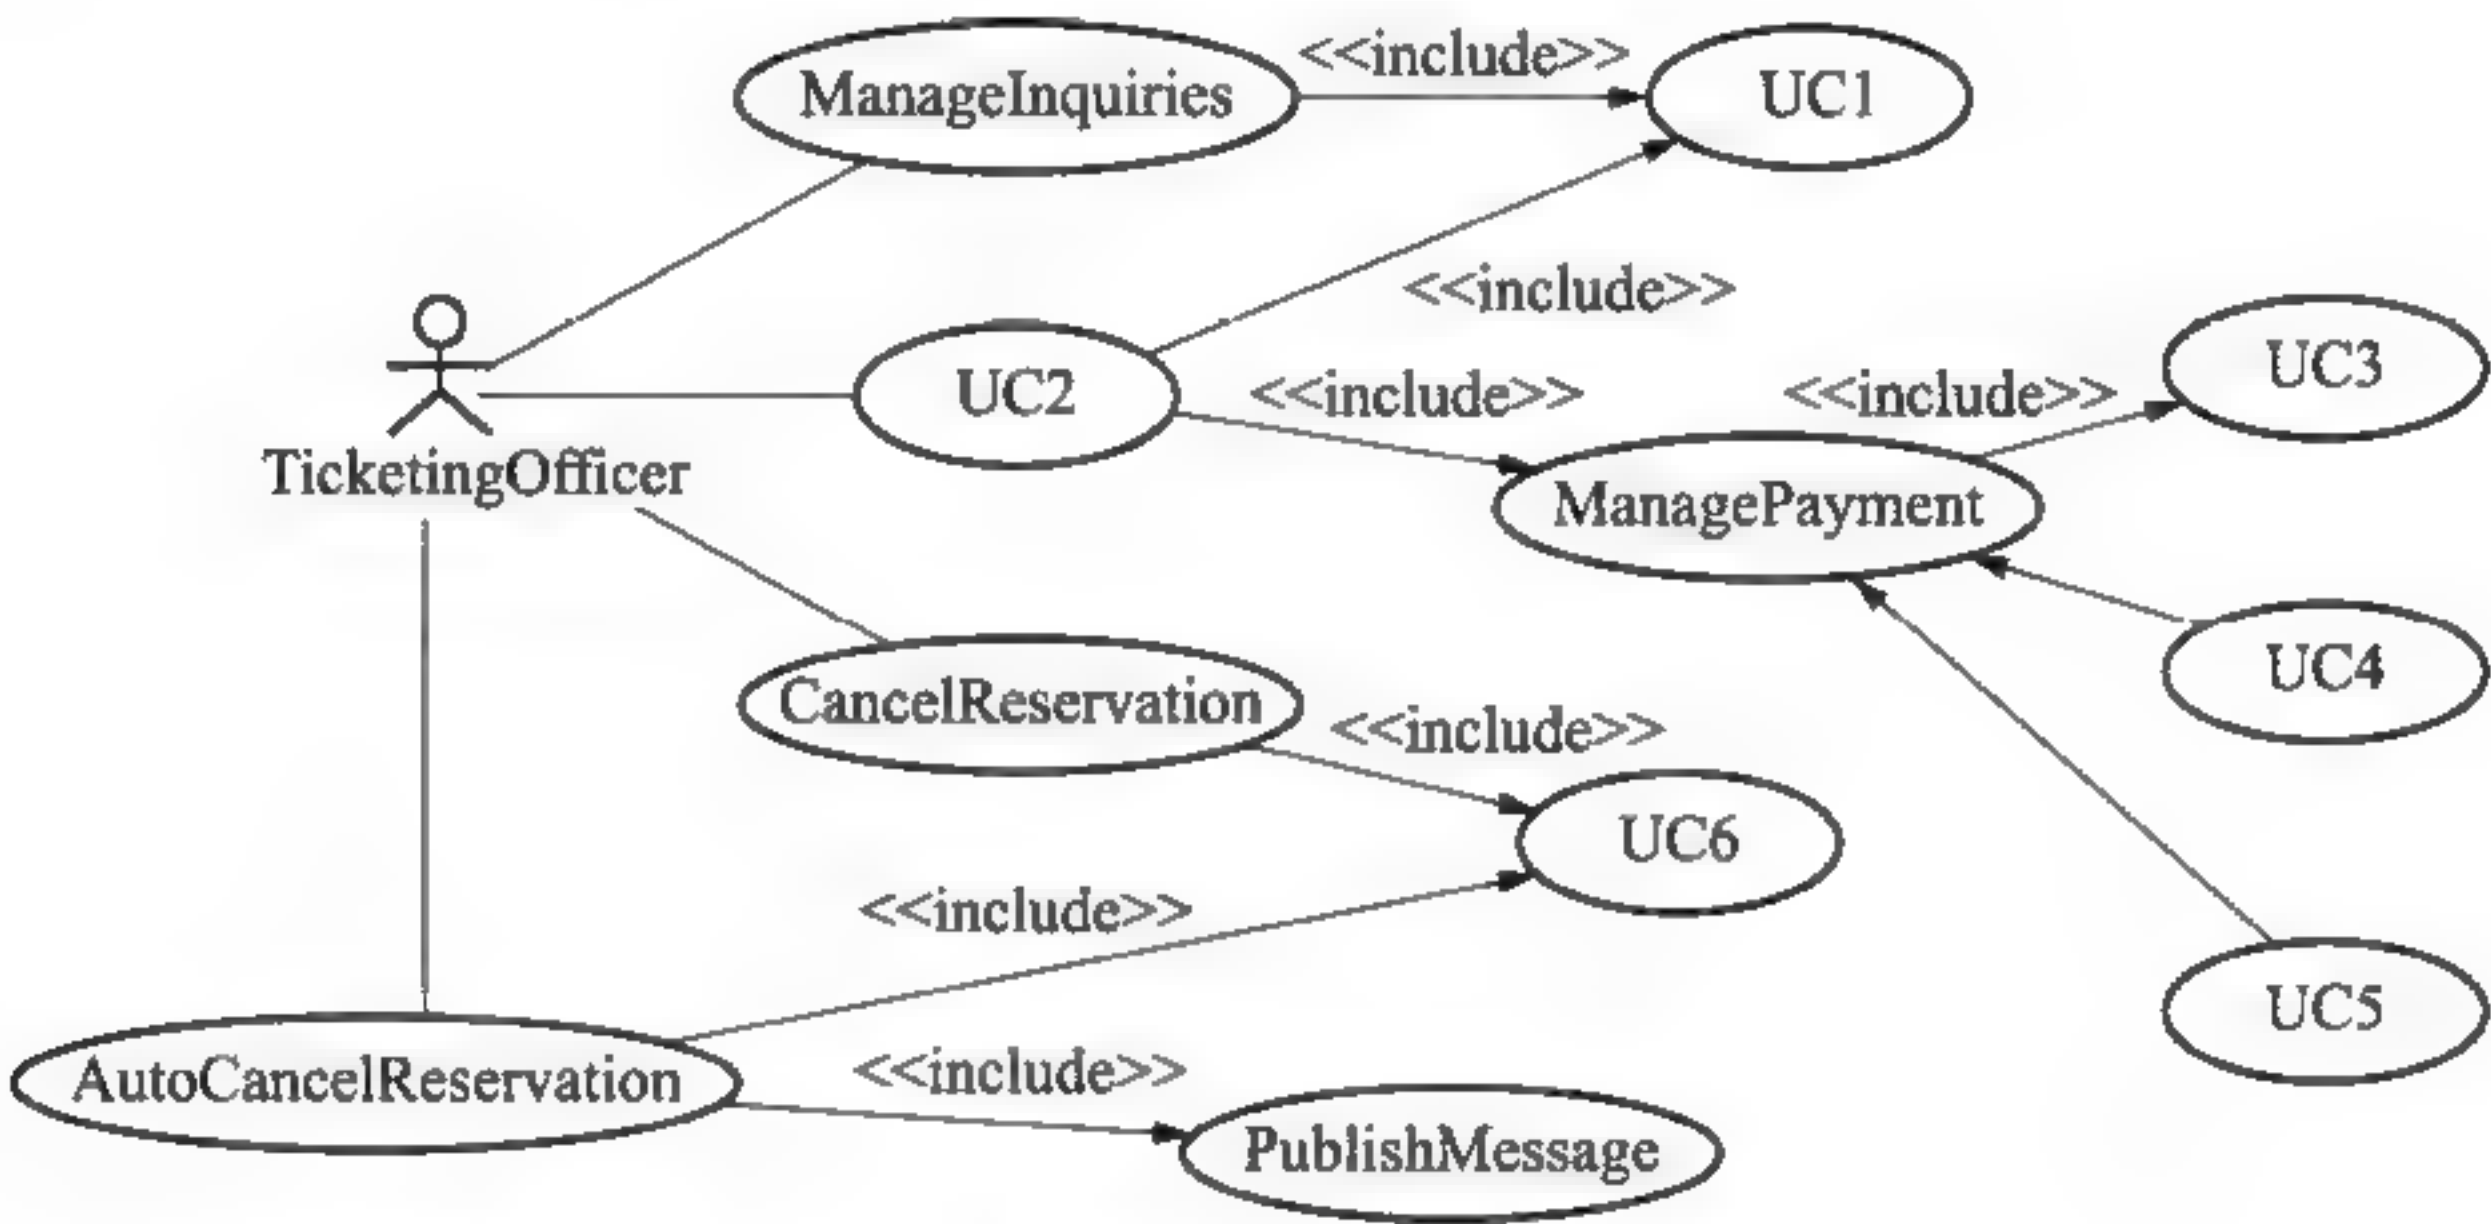 ManageInquiries
<<include>>
UC1
<<include>>
UC2
<<include>>
<<include>>
UC3
TicketingOfficer
ManagePayment
UC4
CancelReservation
<<include>>
UC6
<<include>>
UC5
AutoCancelReservation
<<include>>
PublishMessage